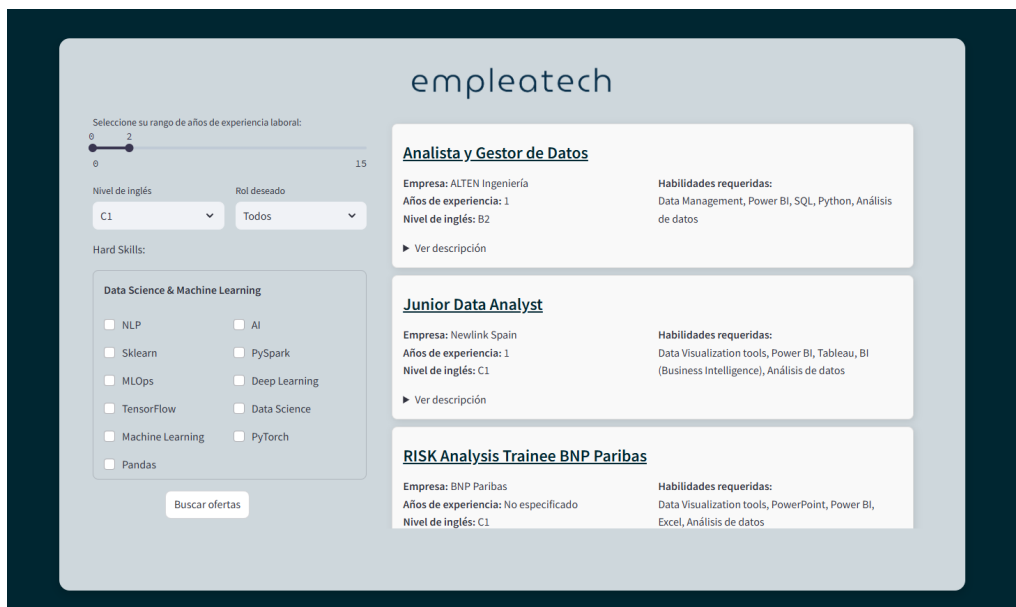 empleatech
Seleccione su rango de años de experiencia laboral:
0 2
0 15
Nivel de inglés Rol deseado
C1 Todos
Hard Skills:
Data Science & Machine Learning
NLP AI
Sklearn PySpark
MLOps Deep Learning
TensorFlow Data Science
Machine Learning PyTorch
Pandas
Buscar ofertas
Analista y Gestor de Datos
Empresa: ALTEN Ingeniería
Años de experiencia: 1
Nivel de inglés: B2
Habilidades requeridas:
Data Management, Power BI, SQL, Python, Análisis
de datos
Ver descripción
Junior Data Analyst
Empresa: Newlink Spain
Años de experiencia: 1
Nivel de inglés: C1
Habilidades requeridas:
Data Visualization tools, Power BI, Tableau, BI
(Business Intelligence), Análisis de datos
Ver descripción
RISK Analysis Trainee BNP Paribas
Empresa: BNP Paribas
Años de experiencia: No especificado
Nivel de inglés: C1
Habilidades requeridas:
Data Visualization tools, PowerPoint, Power BI,
Excel, Análisis de datos